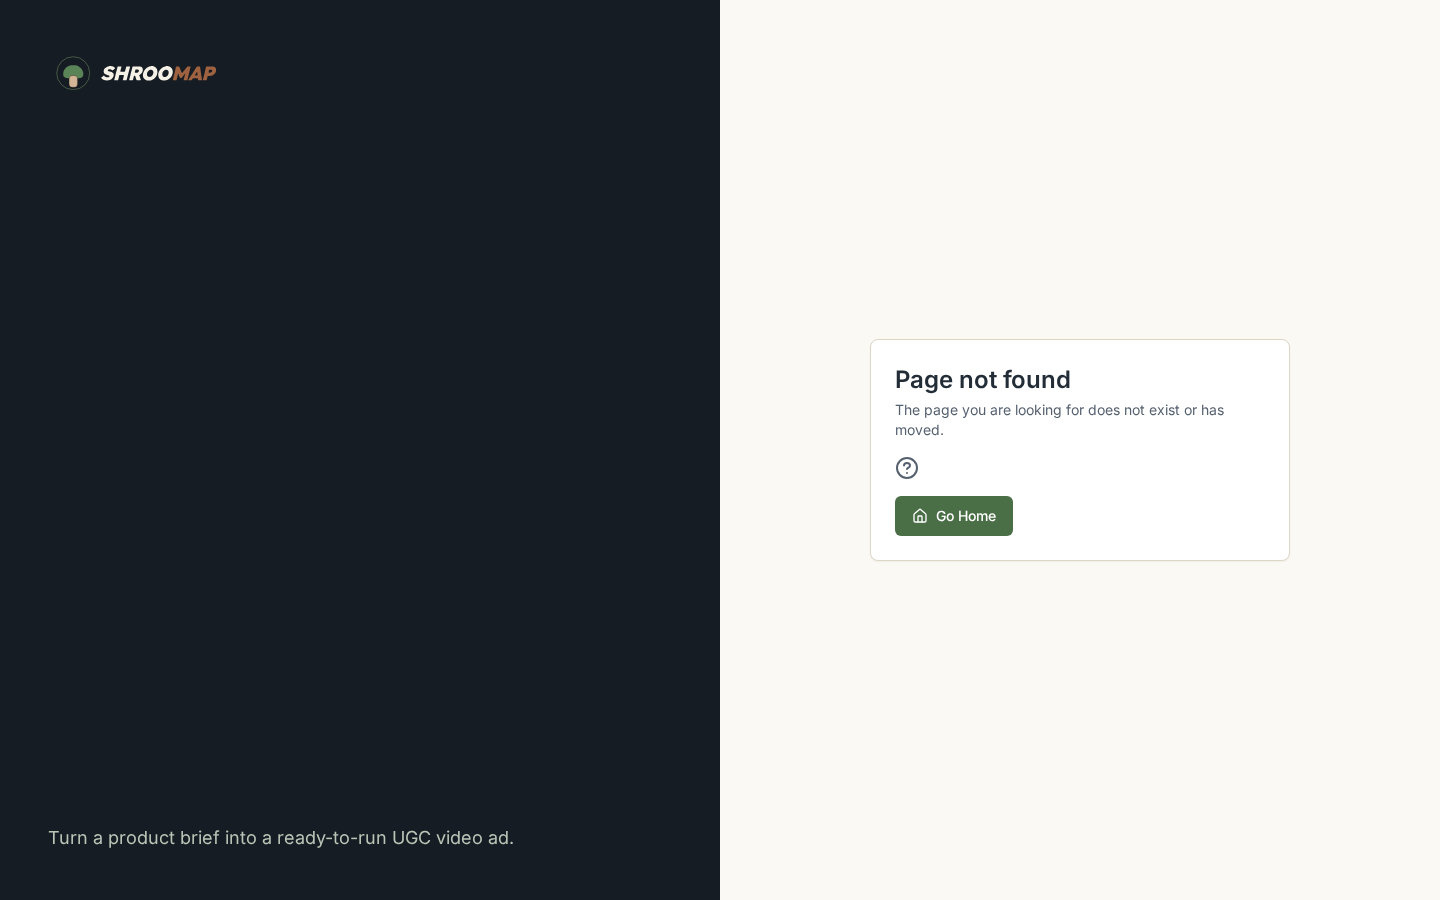 SHROOMAP
Turn a product brief into a ready-to-run UGC video ad.
Page not found
The page you are looking for does not exist or has
moved.
Go Home